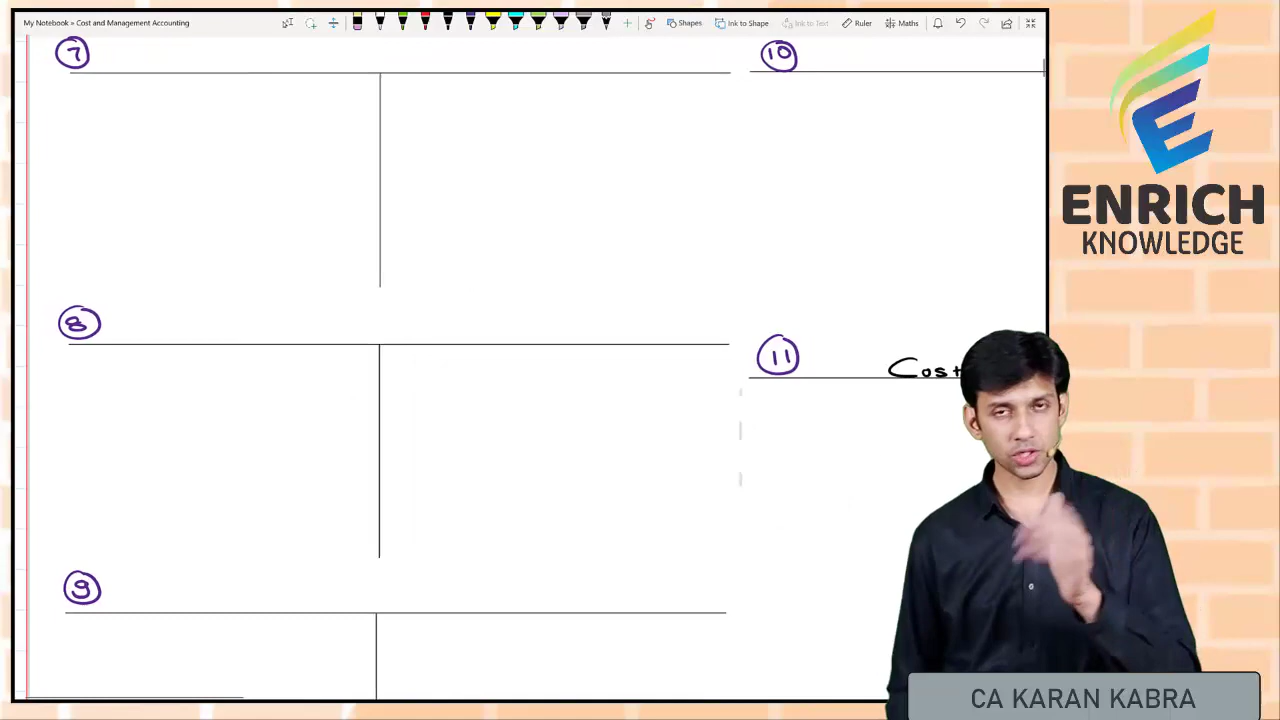 My Notebook » Cost and Management Accounting
Shapes
Ink to Shape
Ink to Text
Ruler
Maths
7
10
8
11
Cost
9
E
ENRICH
KNOWLEDGE
CA KARAN KABRA